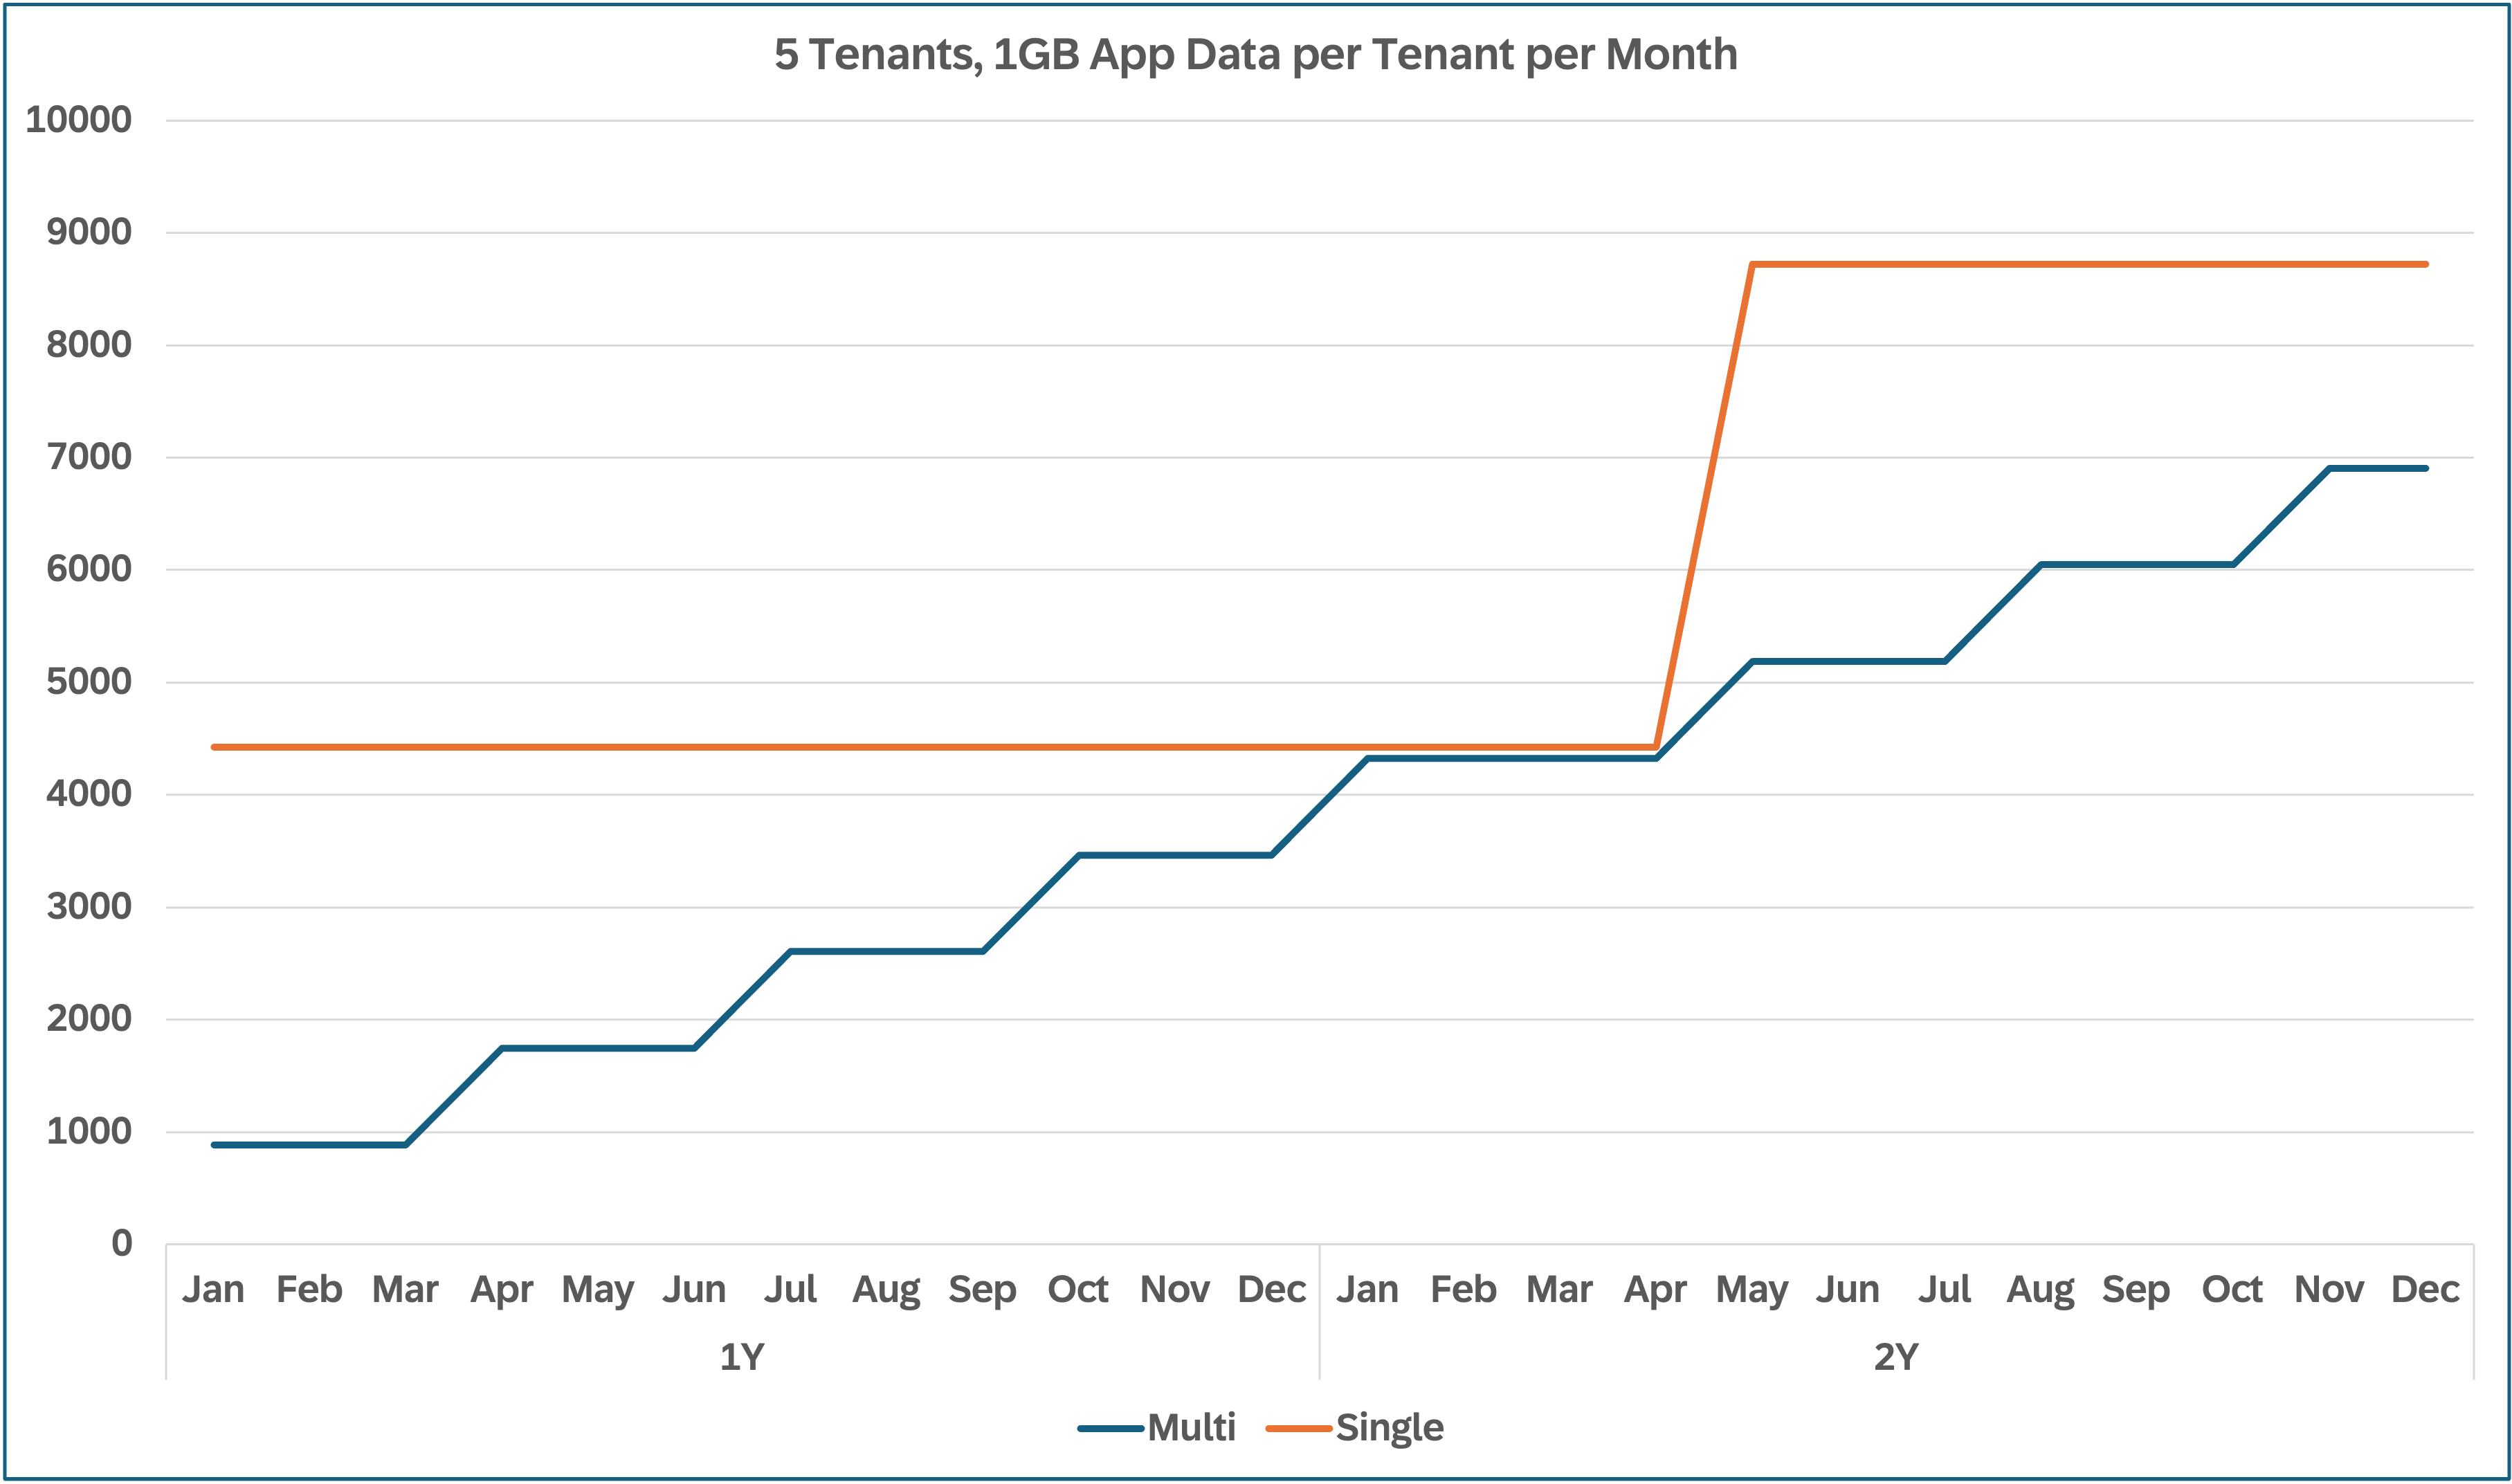 5 Tenants, 1GB App Data per Tenant per Month
10000
9000
8000
7000
6000
5000
4000
3000
2000
1000
0
Jan Feb Mar Apr May Jun Jul Aug Sep Oct Nov Dec Jan Feb Mar Apr May Jun Jul Aug Sep Oct Nov Dec
1Y 2Y
Multi Single